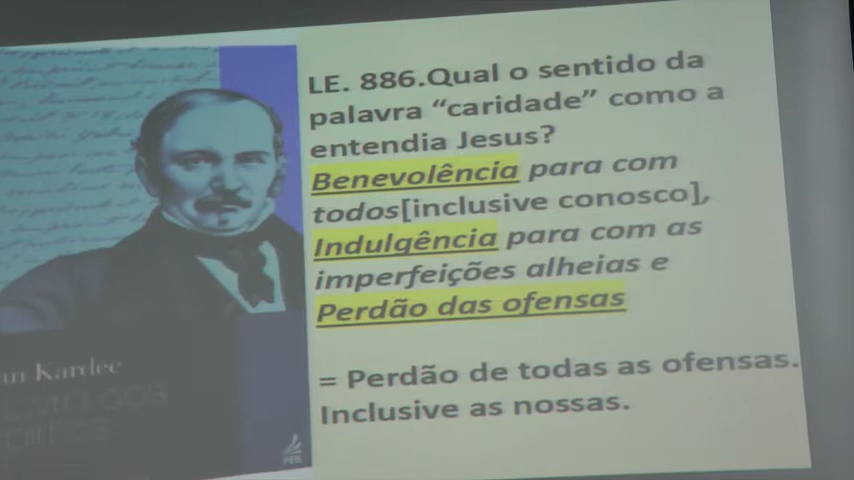 LE. 886.Qual o sentido da
palavra “caridade” como a
entendia Jesus?
Benevolência para com
todos[inclusive conosco],
Indulgência para com as
imperfeições alheias e
Perdão das ofensas
= Perdão de todas as ofensas.
Inclusive as nossas.
Kardec
FEB